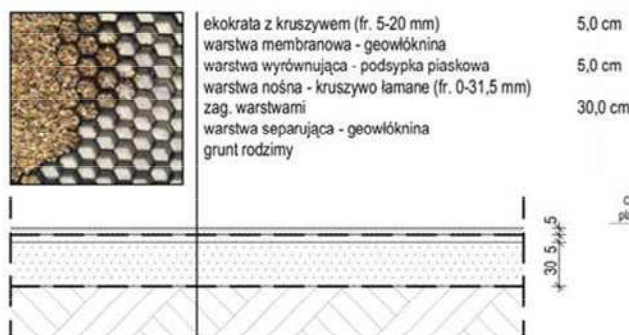 ekokrata z kruszywem (fr. 5-20 mm) 5,0 cm
warstwa membranowa - geowłóknina
warstwa wyrównująca - podsypka piaskowa 5,0 cm
warstwa nośna - kruszywo łamane (fr. 0-31,5 mm)
zag. warstwami 30,0 cm
warstwa separująca - geowłóknina
grunt rodzimy
5
5
30